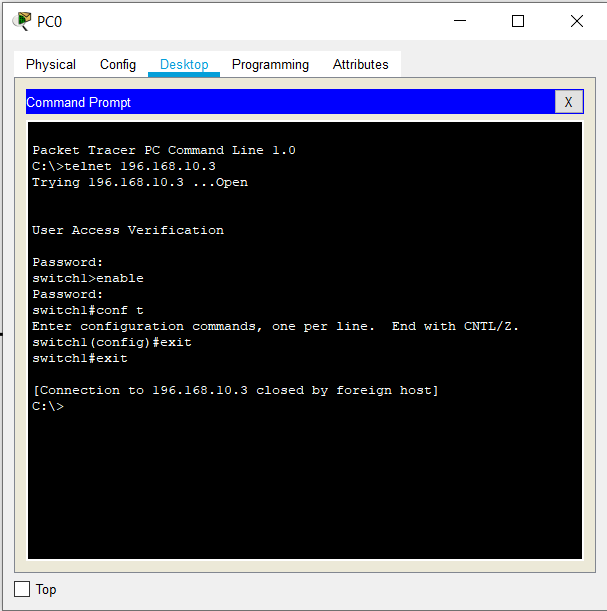 PC0
Physical Config Desktop Programming Attributes
Command Prompt X
Packet Tracer PC Command Line 1.0
C:\>telnet 196.168.10.3
Trying 196.168.10.3 ...Open
User Access Verification
Password:
switch1>enable
Password:
switch1#conf t
Enter configuration commands, one per line.  End with CNTL/Z.
switch1(config)#exit
switch1#exit
[Connection to 196.168.10.3 closed by foreign host]
C:\>
Top